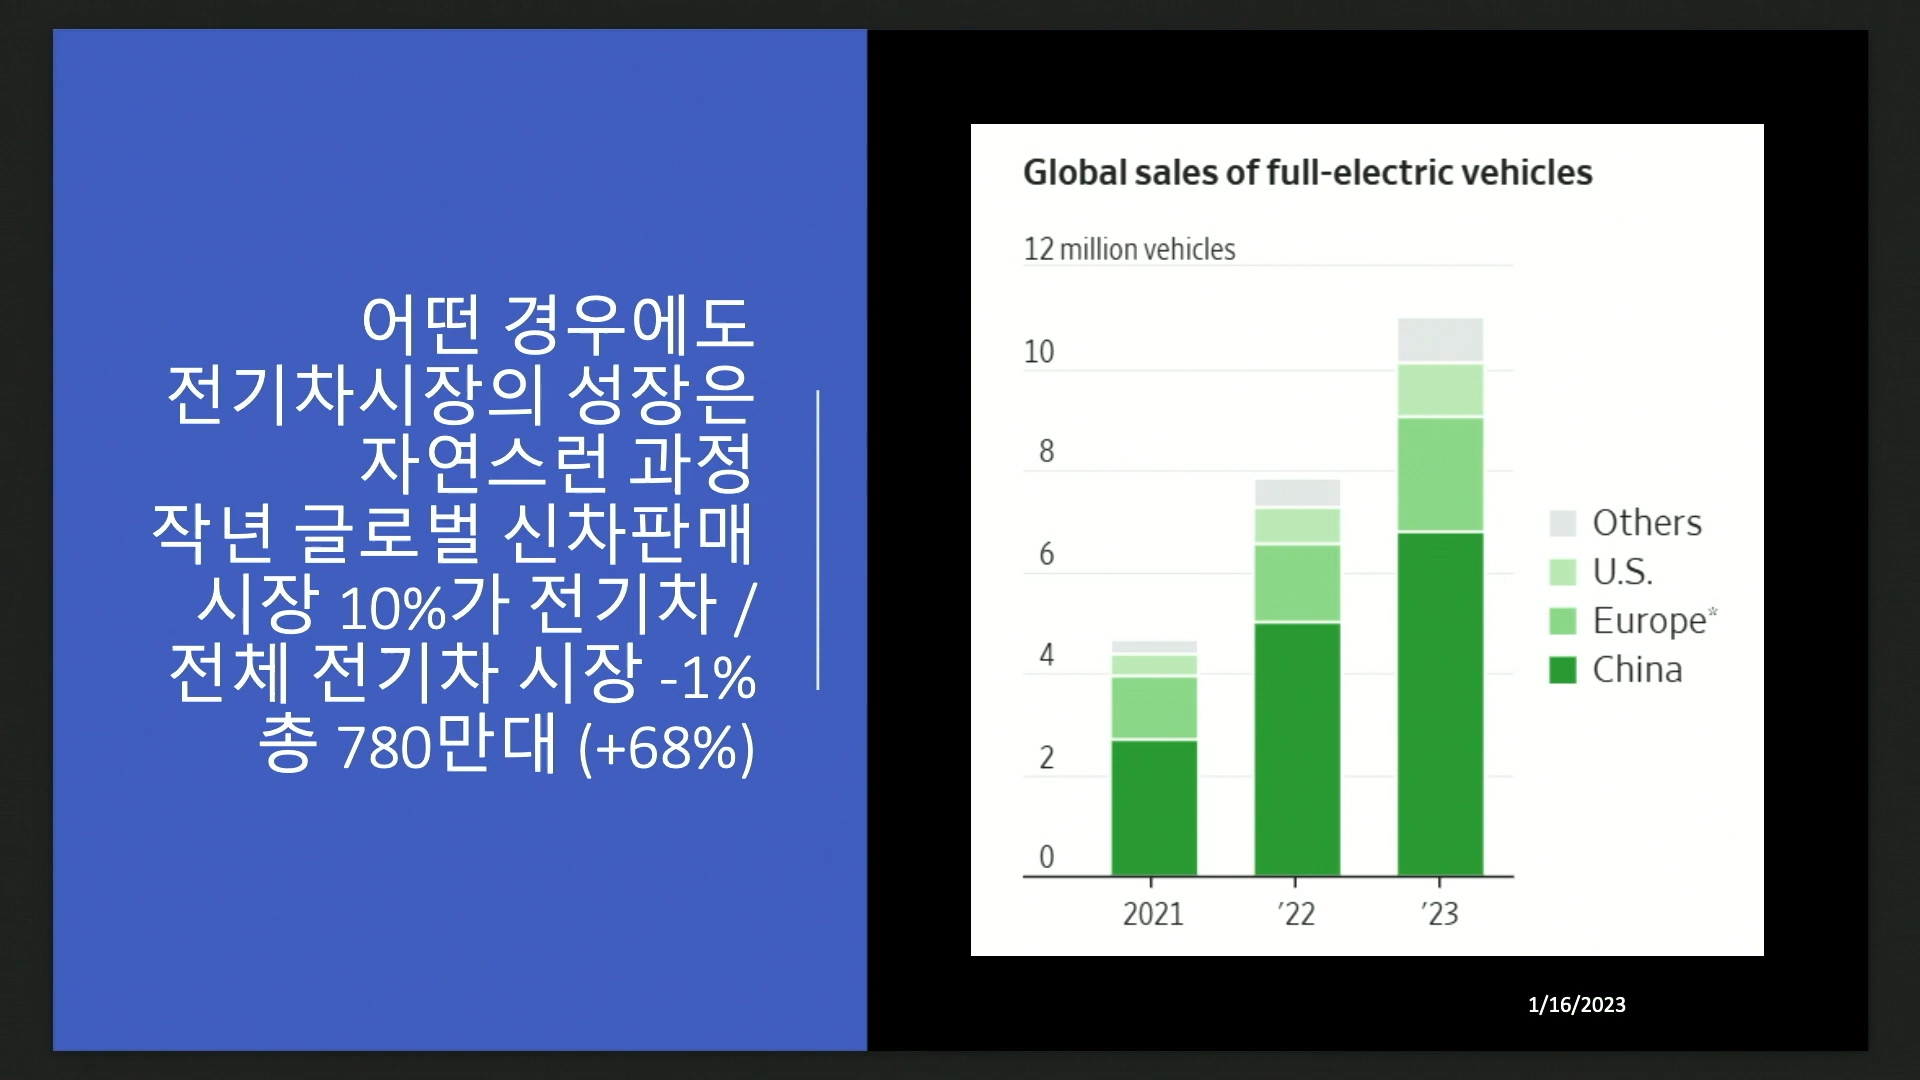 어떤 경우에도
전기차시장의 성장은
자연스런 과정
작년 글로벌 신차판매
시장 10%가 전기차 /
전체 전기차 시장 -1%
총 780만대 (+68%)
Global sales of full-electric vehicles
12 million vehicles
10
8
6
4
2
0
2021
'22
'23
Others
U.S.
Europe*
China
1/16/2023